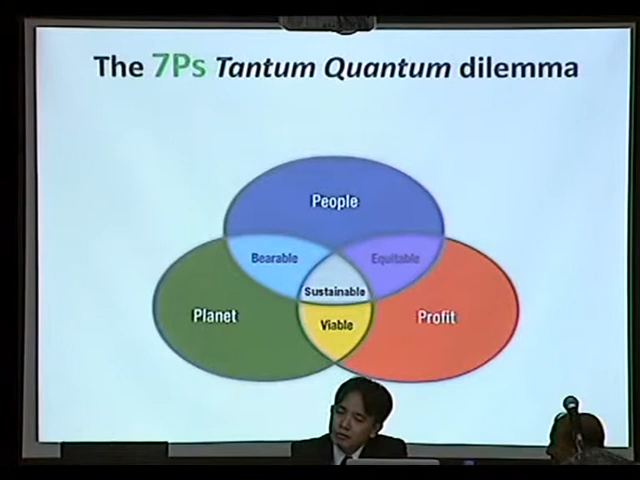 The 7Ps Tantum Quantum dilemma
People
Bearable
Equitable
Sustainable
Planet
Viable
Profit